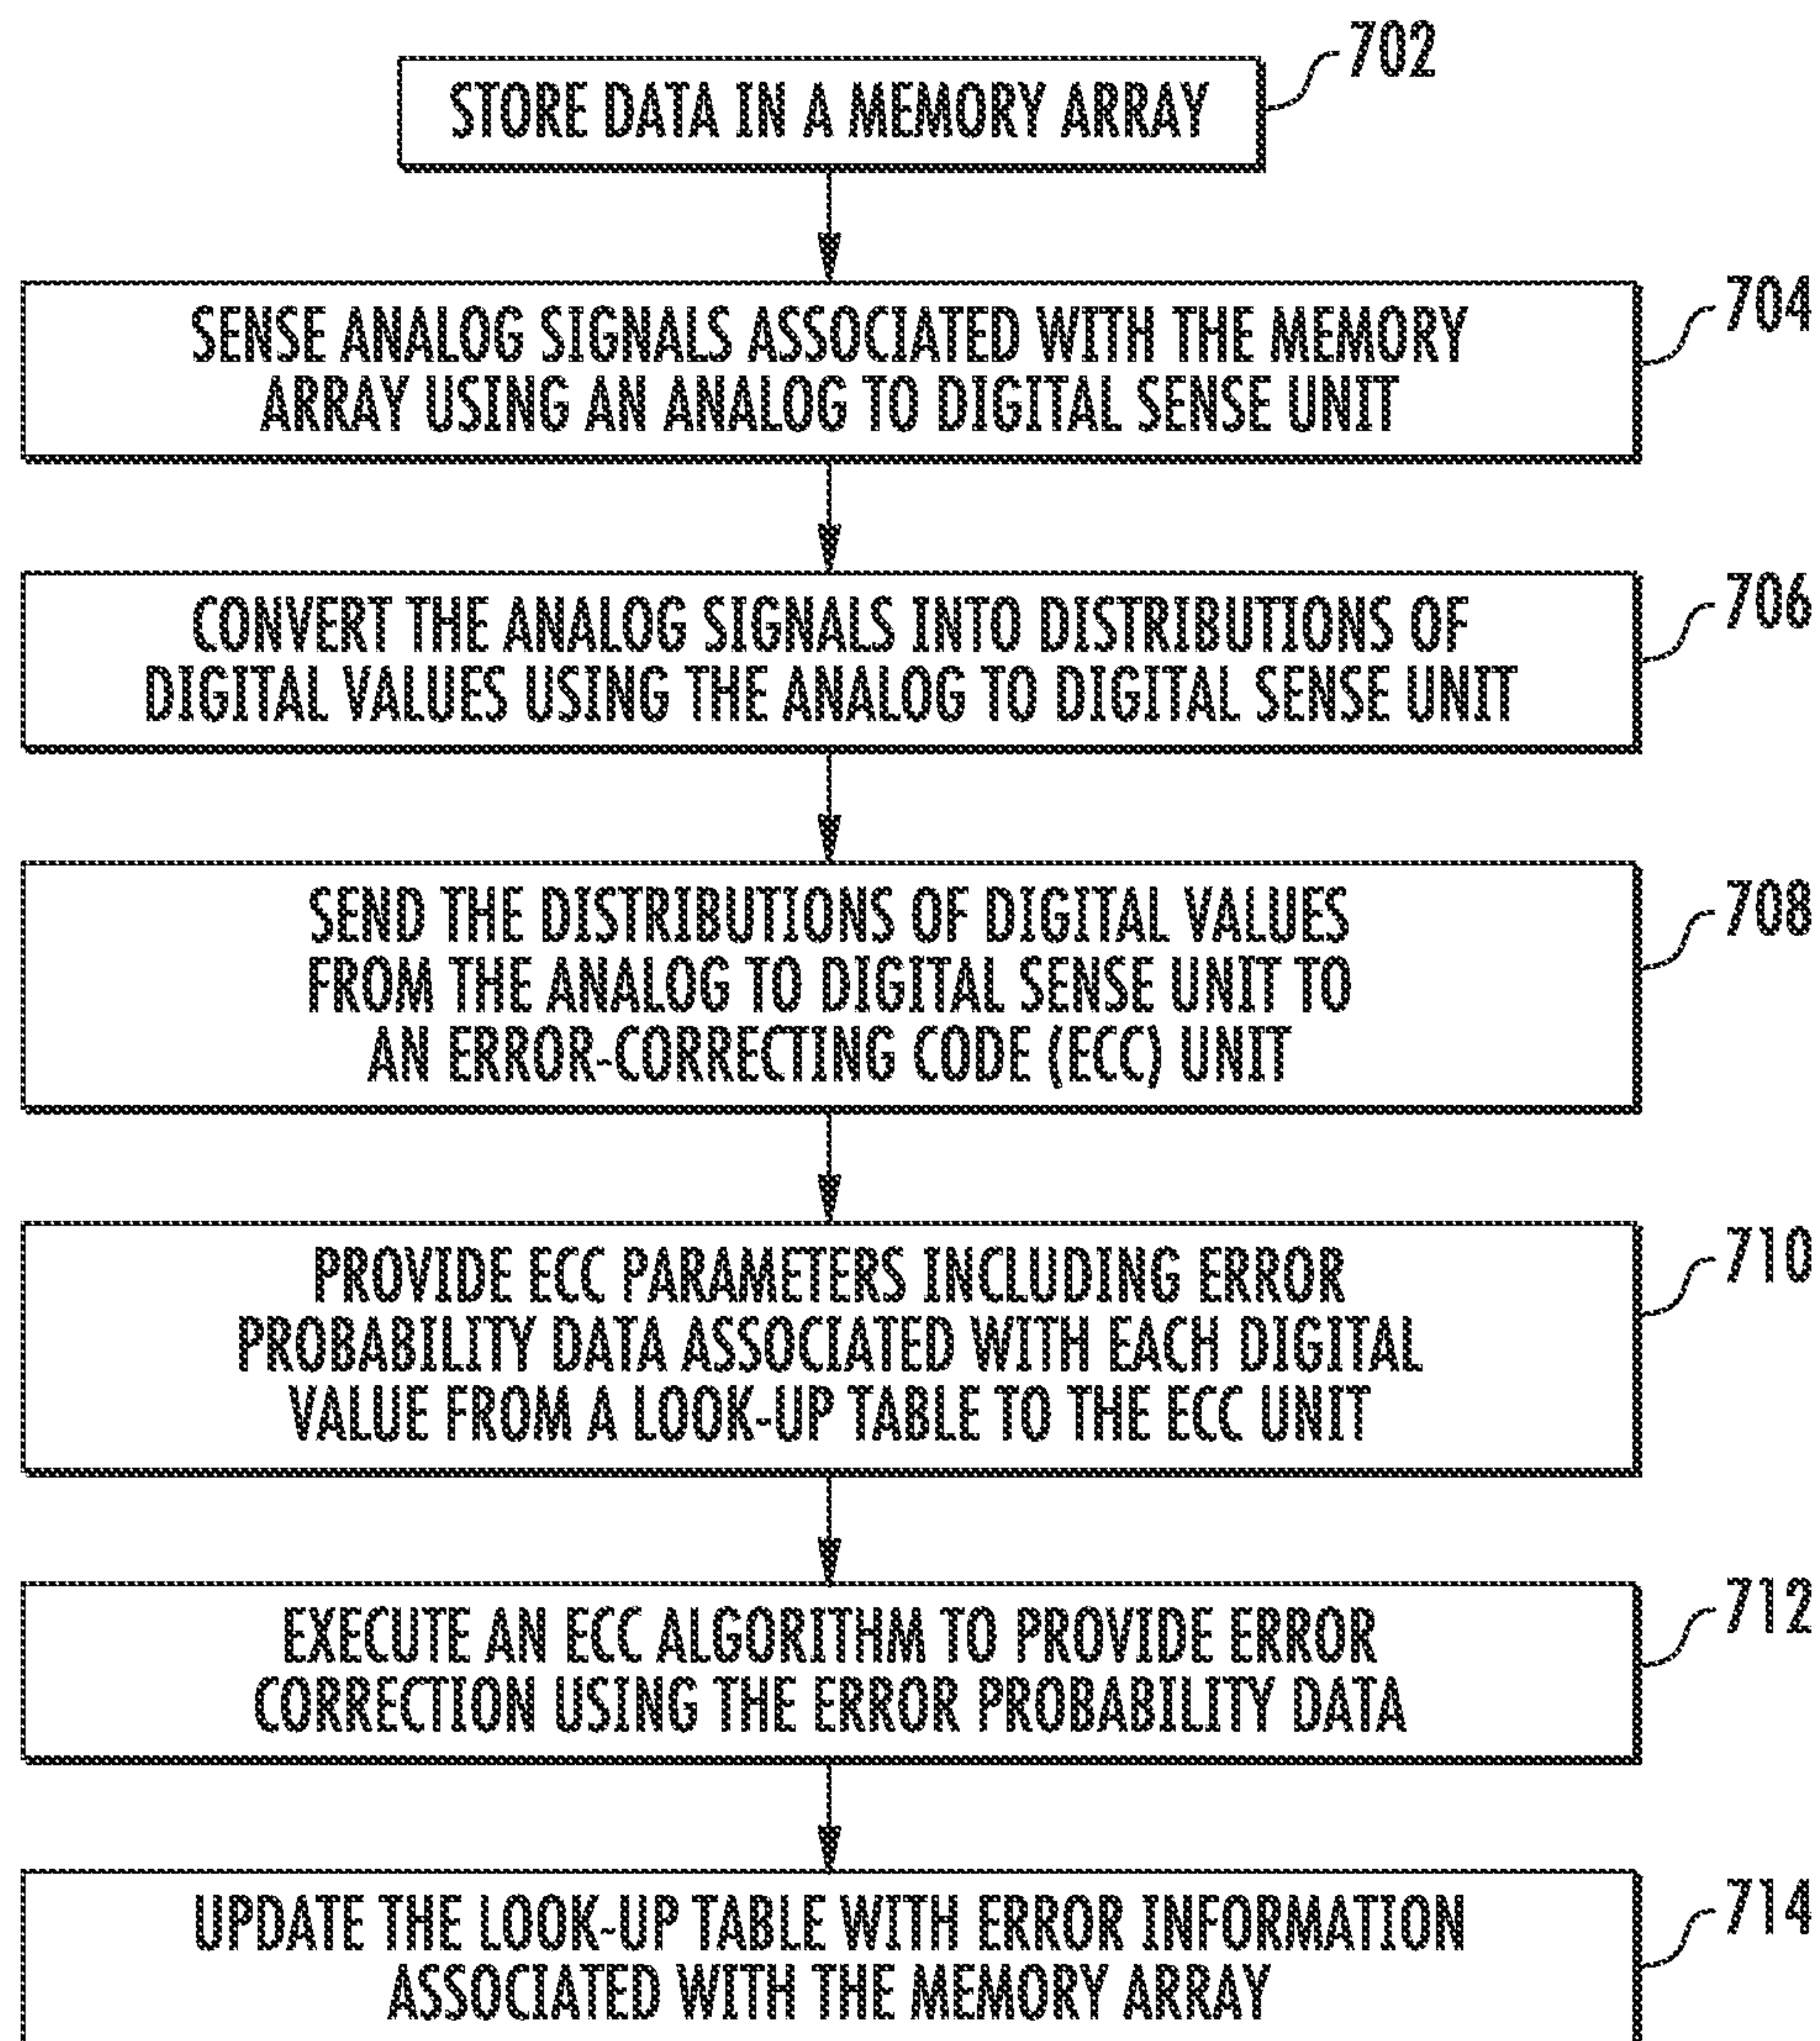 702
STORE DATA IN A MEMORY ARRAY
704
SENSE ANALOG SIGNALS ASSOCIATED WITH THE MEMORY
ARRAY USING AN ANALOG TO DIGITAL SENSE UNIT
706
CONVERT THE ANALOG SIGNALS INTO DISTRIBUTIONS OF
DIGITAL VALUES USING THE ANALOG TO DIGITAL SENSE UNIT
708
SEND THE DISTRIBUTIONS OF DIGITAL VALUES
FROM THE ANALOG TO DIGITAL SENSE UNIT TO
AN ERROR-CORRECTING CODE (ECC) UNIT
710
PROVIDE ECC PARAMETERS INCLUDING ERROR
PROBABILITY DATA ASSOCIATED WITH EACH DIGITAL
VALUE FROM A LOOK-UP TABLE TO THE ECC UNIT
712
EXECUTE AN ECC ALGORITHM TO PROVIDE ERROR
CORRECTION USING THE ERROR PROBABILITY DATA
714
UPDATE THE LOOK-UP TABLE WITH ERROR INFORMATION
ASSOCIATED WITH THE MEMORY ARRAY